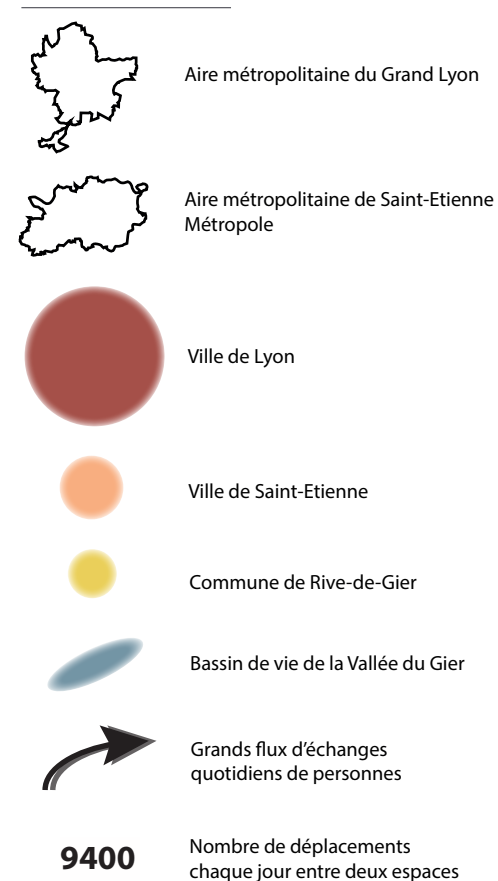 Aire métropolitaine du Grand Lyon
Aire métropolitaine de Saint-Etienne
Métropole
Ville de Lyon
Ville de Saint-Etienne
Commune de Rive-de-Gier
Bassin de vie de la Vallée du Gier
Grands flux d'échanges
quotidiens de personnes
9400
Nombre de déplacements
chaque jour entre deux espaces